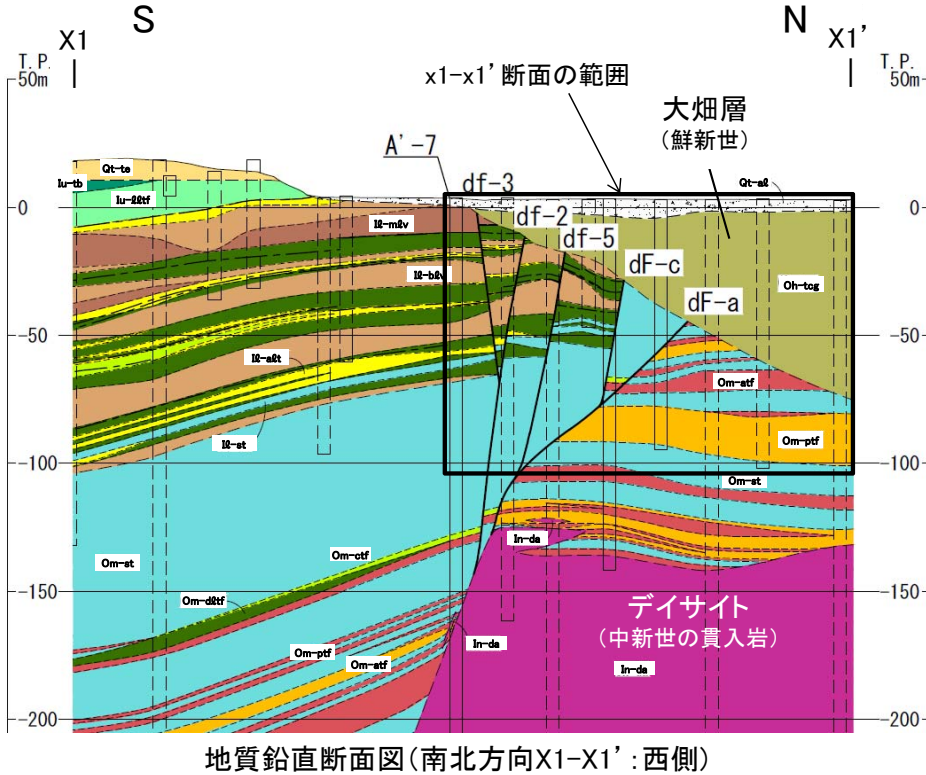 S
N
X1
X1'
T.P.
50m
T.P.
50m
x1-x1'断面の範囲
大畑層
(鮮新世)
A'-7
Qt-te
Iu-tb
Iu-ℓℓtf
df-3
Qt-aℓ
0
0
df-2
Iℓ-mℓv
df-5
dF-c
Iℓ-bℓv
Oh-tcg
dF-a
-50
-50
Iℓ-aℓt
Om-atf
Iℓ-st
Om-ptf
-100
-100
Om-st
In-da
Om-st
Om-ctf
-150
-150
Om-dℓtf
デイサイト
(中新世の貫入岩)
Om-ptf
In-da
Om-atf
In-da
-200
-200
地質鉛直断面図(南北方向X1-X1':西側)